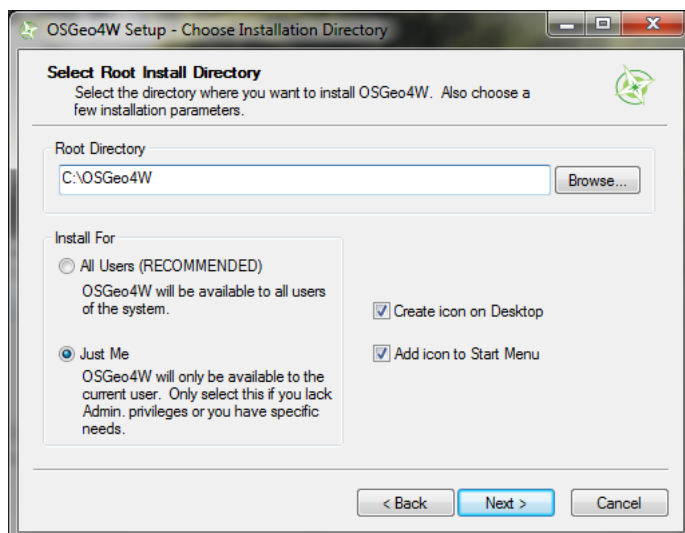 OSGeo4W Setup - Choose Installation Directory
Select Root Install Directory
Select the directory where you want to install OSGeo4W. Also choose a
few installation parameters.
Root Directory
C:\OSGeo4W
Browse...
Install For
All Users (RECOMMENDED)
OSGeo4W will be available to all users
of the system.
Just Me
OSGeo4W will only be available to the
current user. Only select this if you lack
Admin. privileges or you have specific
needs.
Create icon on Desktop
Add icon to Start Menu
< Back
Next >
Cancel